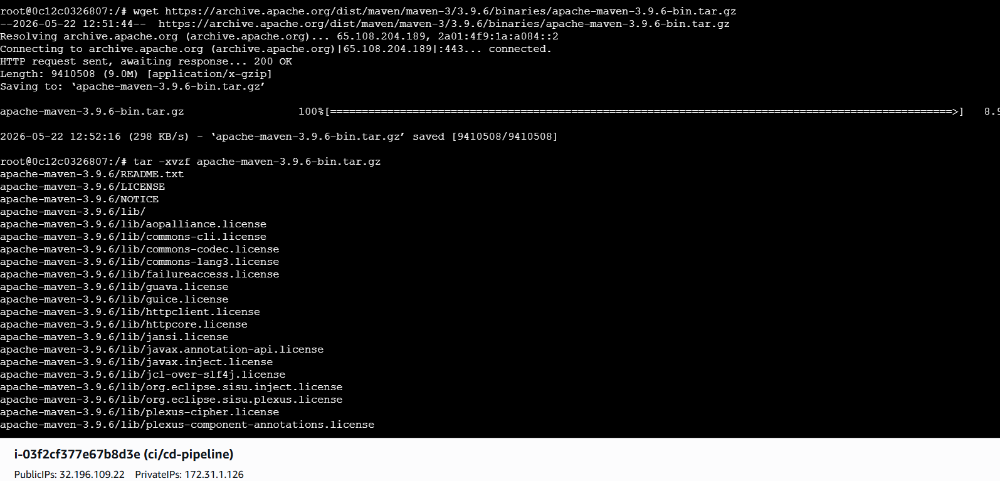 root@0c12c0326807:/# wget https://archive.apache.org/dist/maven/maven-3/3.9.6/binaries/apache-maven-3.9.6-bin.tar.gz
--2026-05-22 12:51:44--  https://archive.apache.org/dist/maven/maven-3/3.9.6/binaries/apache-maven-3.9.6-bin.tar.gz
Resolving archive.apache.org (archive.apache.org)... 65.108.204.189, 2a01:4f9:1a:a084::2
Connecting to archive.apache.org (archive.apache.org)|65.108.204.189|:443... connected.
HTTP request sent, awaiting response... 200 OK
Length: 9410508 (9.0M) [application/x-gzip]
Saving to: ‘apache-maven-3.9.6-bin.tar.gz’
apache-maven-3.9.6-bin.tar.gz                  100%[==================================================================================================>]   8.9
2026-05-22 12:52:16 (298 KB/s) - ‘apache-maven-3.9.6-bin.tar.gz’ saved [9410508/9410508]
root@0c12c0326807:/# tar -xvzf apache-maven-3.9.6-bin.tar.gz
apache-maven-3.9.6/README.txt
apache-maven-3.9.6/LICENSE
apache-maven-3.9.6/NOTICE
apache-maven-3.9.6/lib/
apache-maven-3.9.6/lib/aopalliance.license
apache-maven-3.9.6/lib/commons-cli.license
apache-maven-3.9.6/lib/commons-codec.license
apache-maven-3.9.6/lib/commons-lang3.license
apache-maven-3.9.6/lib/failureaccess.license
apache-maven-3.9.6/lib/guava.license
apache-maven-3.9.6/lib/guice.license
apache-maven-3.9.6/lib/httpclient.license
apache-maven-3.9.6/lib/httpcore.license
apache-maven-3.9.6/lib/jansi.license
apache-maven-3.9.6/lib/javax.annotation-api.license
apache-maven-3.9.6/lib/javax.inject.license
apache-maven-3.9.6/lib/jcl-over-slf4j.license
apache-maven-3.9.6/lib/org.eclipse.sisu.inject.license
apache-maven-3.9.6/lib/org.eclipse.sisu.plexus.license
apache-maven-3.9.6/lib/plexus-cipher.license
apache-maven-3.9.6/lib/plexus-component-annotations.license
i-03f2cf377e67b8d3e (ci/cd-pipeline)
PublicIPs: 32.196.109.22    PrivateIPs: 172.31.1.126